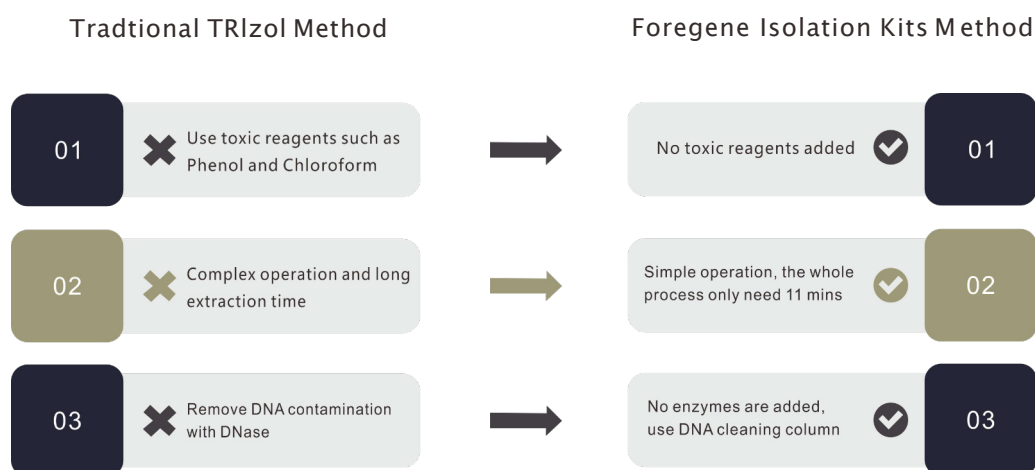 Tradtional TRlzol Method
Foregene Isolation Kits Method
01
Use toxic reagents such as
Phenol and Chloroform
No toxic reagents added
01
02
Complex operation and long
extraction time
Simple operation, the whole
process only need 11 mins
02
03
Remove DNA contamination
with DNase
No enzymes are added,
use DNA cleaning column
03